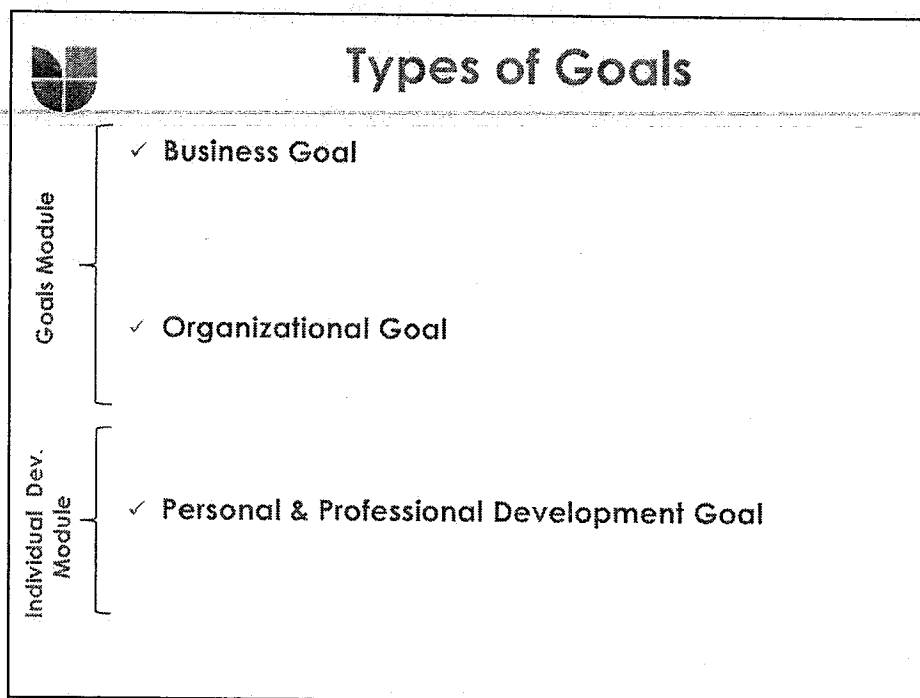 Types of Goals
Goals Module
✓ Business Goal
✓ Organizational Goal
Individual Dev.
Module
✓ Personal & Professional Development Goal